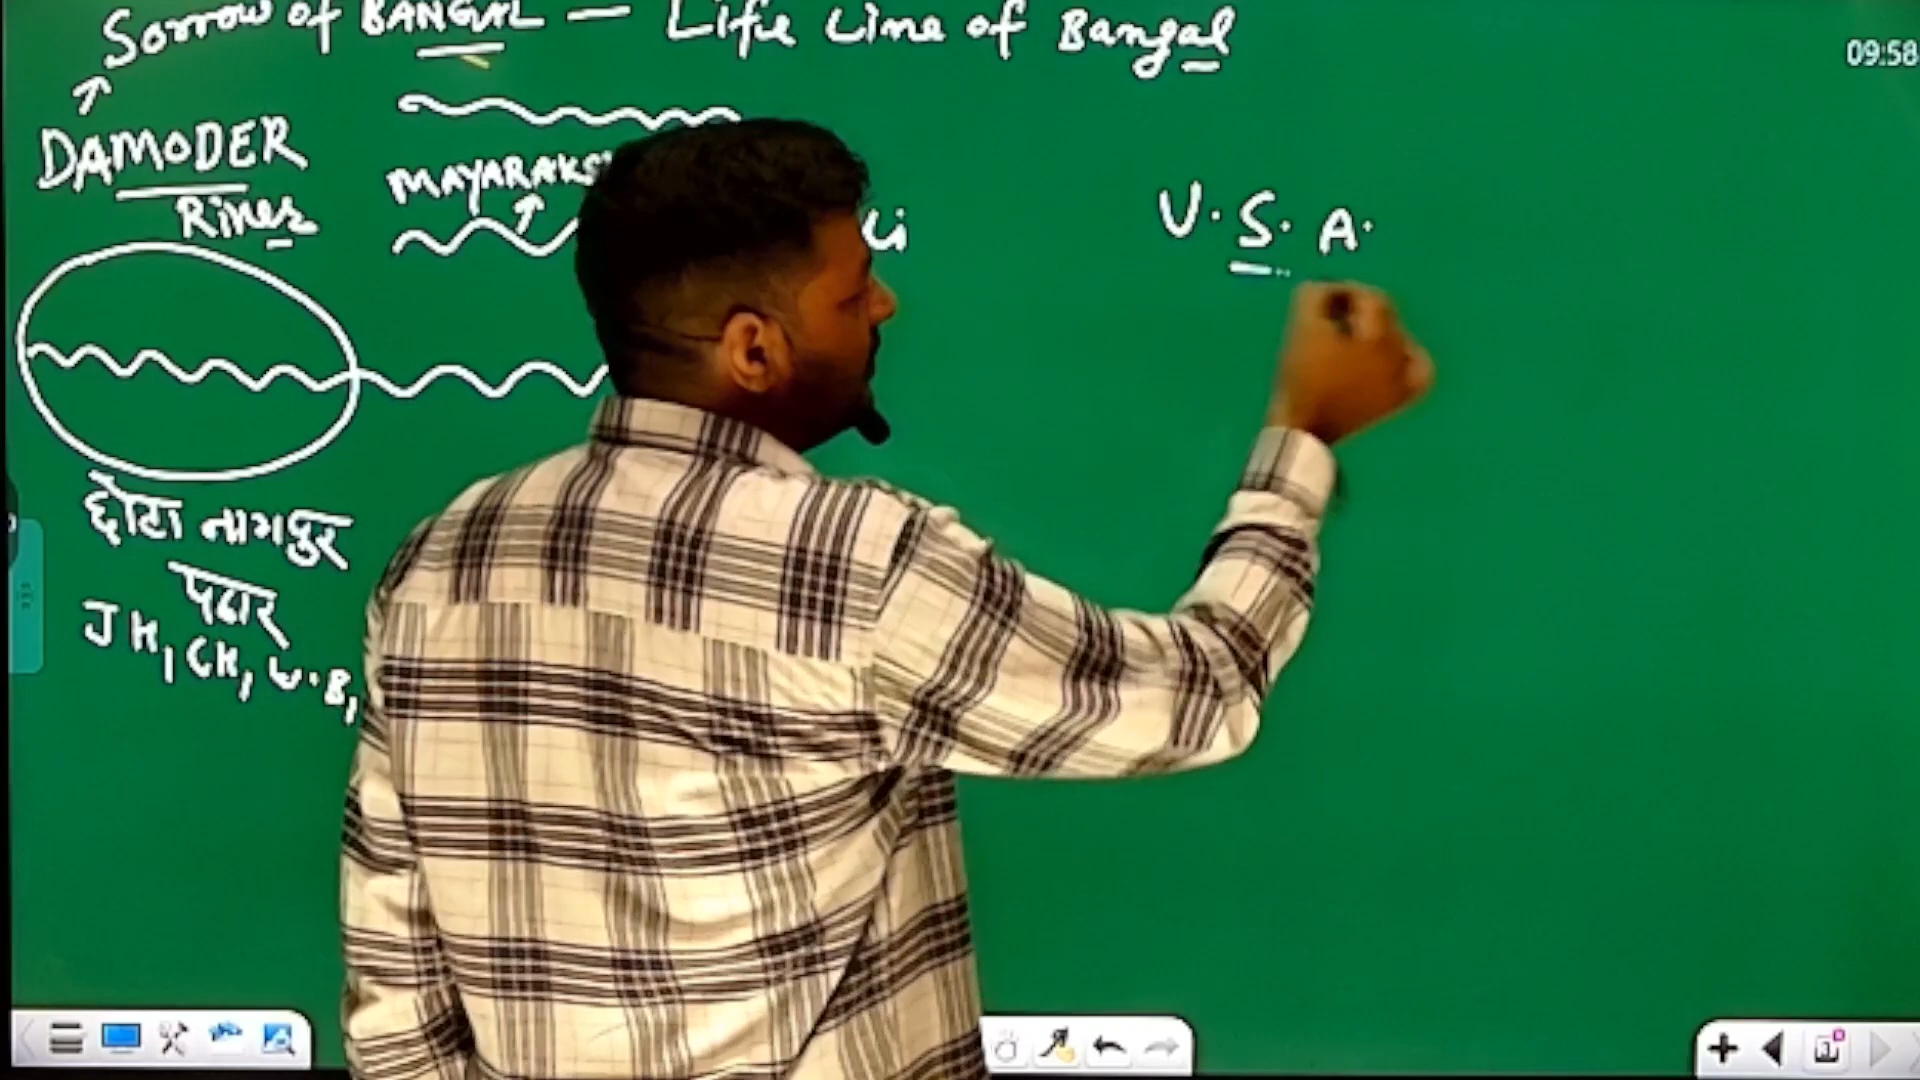 Sorrow of BANGAL — Life Line of Bangal
09:58
DAMODER
River
MAYARAKS
U.S.A.
छोटा नागपुर
पठार
JH, CH, W.B,